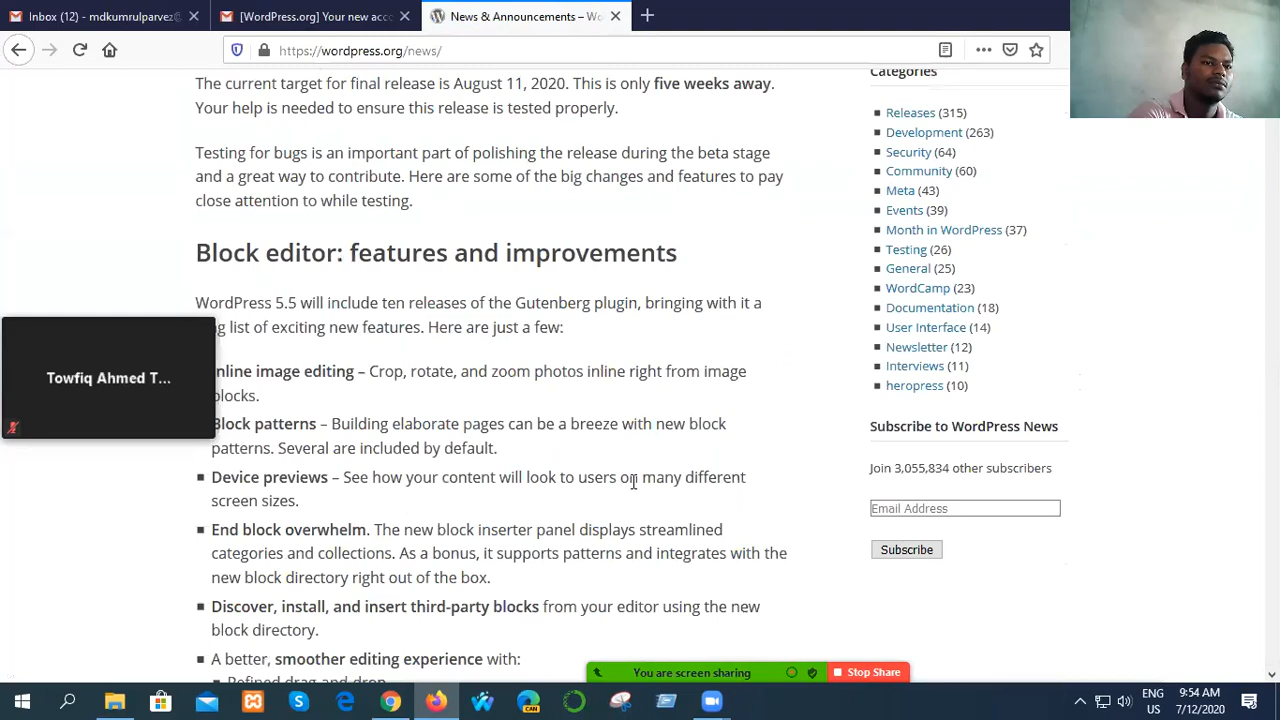 Inbox (12) - mdkumrulparvez@
[WordPress.org] Your new acco
News & Announcements – Wo
https://wordpress.org/news/
The current target for final release is August 11, 2020. This is only five weeks away.
Your help is needed to ensure this release is tested properly.
Testing for bugs is an important part of polishing the release during the beta stage
and a great way to contribute. Here are some of the big changes and features to pay
close attention to while testing.
Block editor: features and improvements
WordPress 5.5 will include ten releases of the Gutenberg plugin, bringing with it a
g list of exciting new features. Here are just a few:
nline image editing – Crop, rotate, and zoom photos inline right from image
blocks.
Block patterns – Building elaborate pages can be a breeze with new block
patterns. Several are included by default.
Device previews – See how your content will look to users on many different
screen sizes.
End block overwhelm. The new block inserter panel displays streamlined
categories and collections. As a bonus, it supports patterns and integrates with the
new block directory right out of the box.
Discover, install, and insert third-party blocks from your editor using the new
block directory.
A better, smoother editing experience with:
Refined drag-and-drop
Categories
Releases (315)
Development (263)
Security (64)
Community (60)
Meta (43)
Events (39)
Month in WordPress (37)
Testing (26)
General (25)
WordCamp (23)
Documentation (18)
User Interface (14)
Newsletter (12)
Interviews (11)
heropress (10)
Subscribe to WordPress News
Join 3,055,834 other subscribers
Email Address
Subscribe
Towfiq Ahmed T...
You are screen sharing
Stop Share
CAN
ENG
US
9:54 AM
7/12/2020